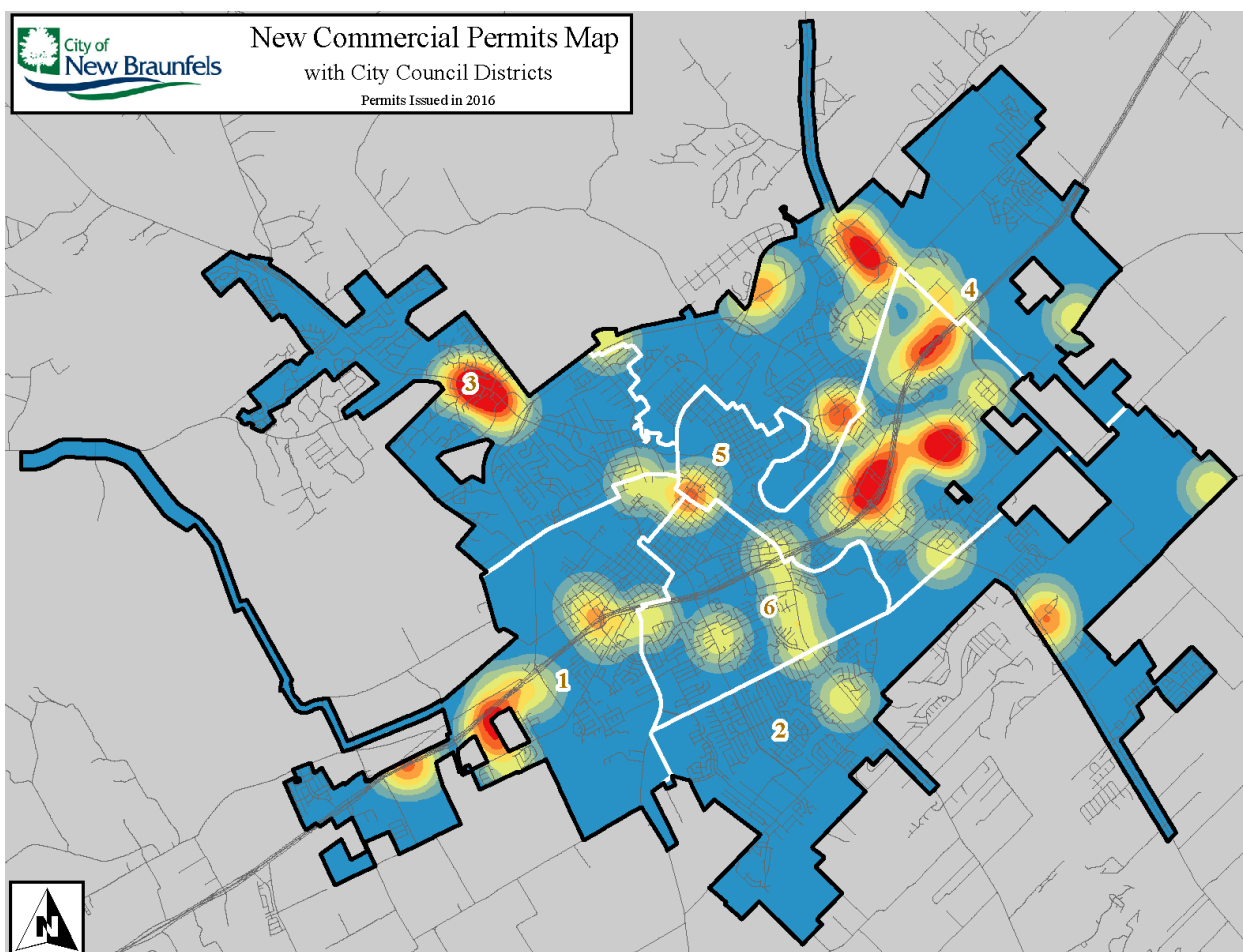 City of
New Braunfels
New Commercial Permits Map
with City Council Districts
Permits Issued in 2016
4
3
5
6
1
2
N